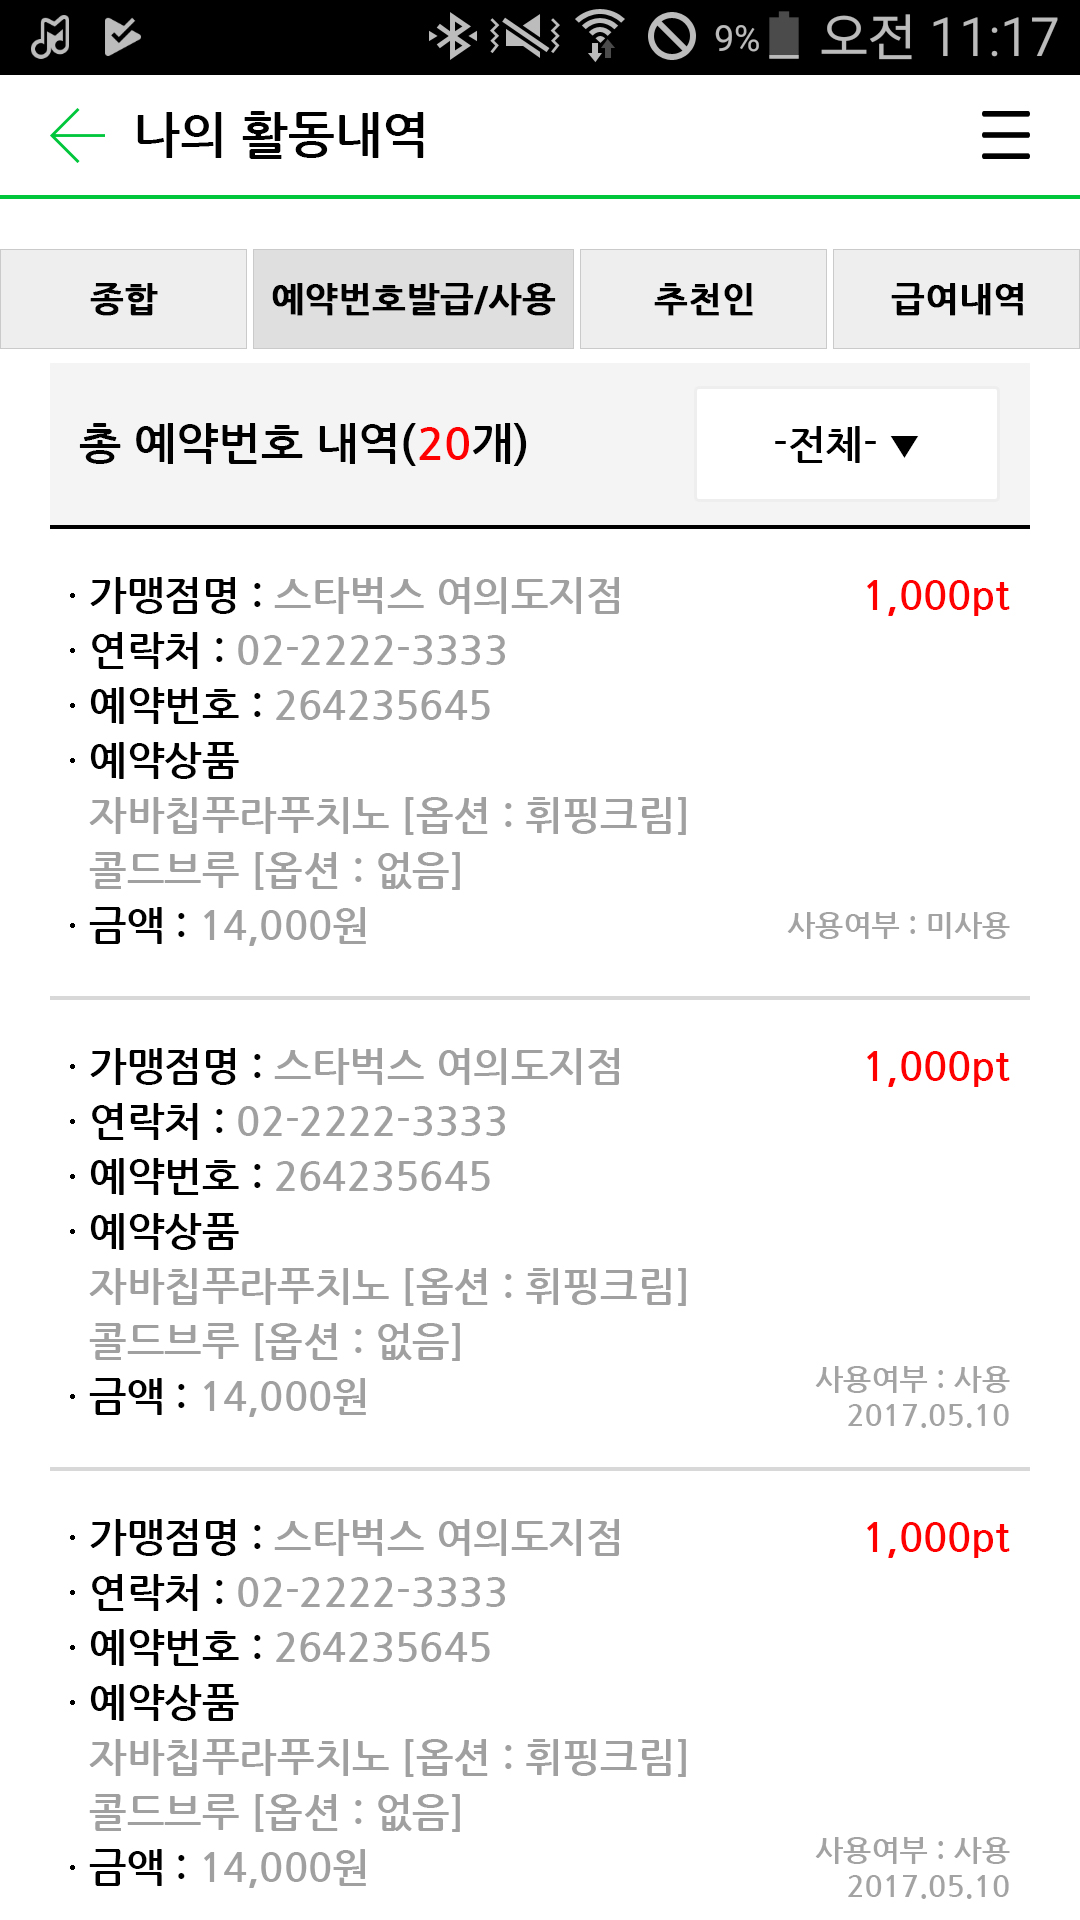 9% 오전 11:17
나의 활동내역
종합 예약번호발급/사용 추천인 급여내역
총 예약번호 내역(20개) -전체- ▼
· 가맹점명 : 스타벅스 여의도지점 1,000pt
· 연락처 : 02-2222-3333
· 예약번호 : 264235645
· 예약상품
자바칩푸라푸치노 [옵션 : 휘핑크림]
콜드브루 [옵션 : 없음]
· 금액 : 14,000원 사용여부 : 미사용
· 가맹점명 : 스타벅스 여의도지점 1,000pt
· 연락처 : 02-2222-3333
· 예약번호 : 264235645
· 예약상품
자바칩푸라푸치노 [옵션 : 휘핑크림]
콜드브루 [옵션 : 없음]
사용여부 : 사용
· 금액 : 14,000원
2017.05.10
· 가맹점명 : 스타벅스 여의도지점 1,000pt
· 연락처 : 02-2222-3333
· 예약번호 : 264235645
· 예약상품
자바칩푸라푸치노 [옵션 : 휘핑크림]
콜드브루 [옵션 : 없음]
사용여부 : 사용
· 금액 : 14,000원
2017.05.10